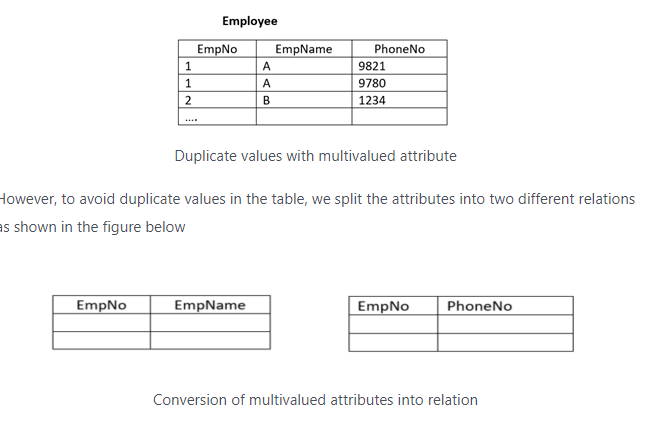 Employee
EmpNo EmpName PhoneNo
1 A 9821
1 A 9780
2 B 1234
....
Duplicate values with multivalued attribute
However, to avoid duplicate values in the table, we split the attributes into two different relations
as shown in the figure below
EmpNo EmpName EmpNo PhoneNo
Conversion of multivalued attributes into relation